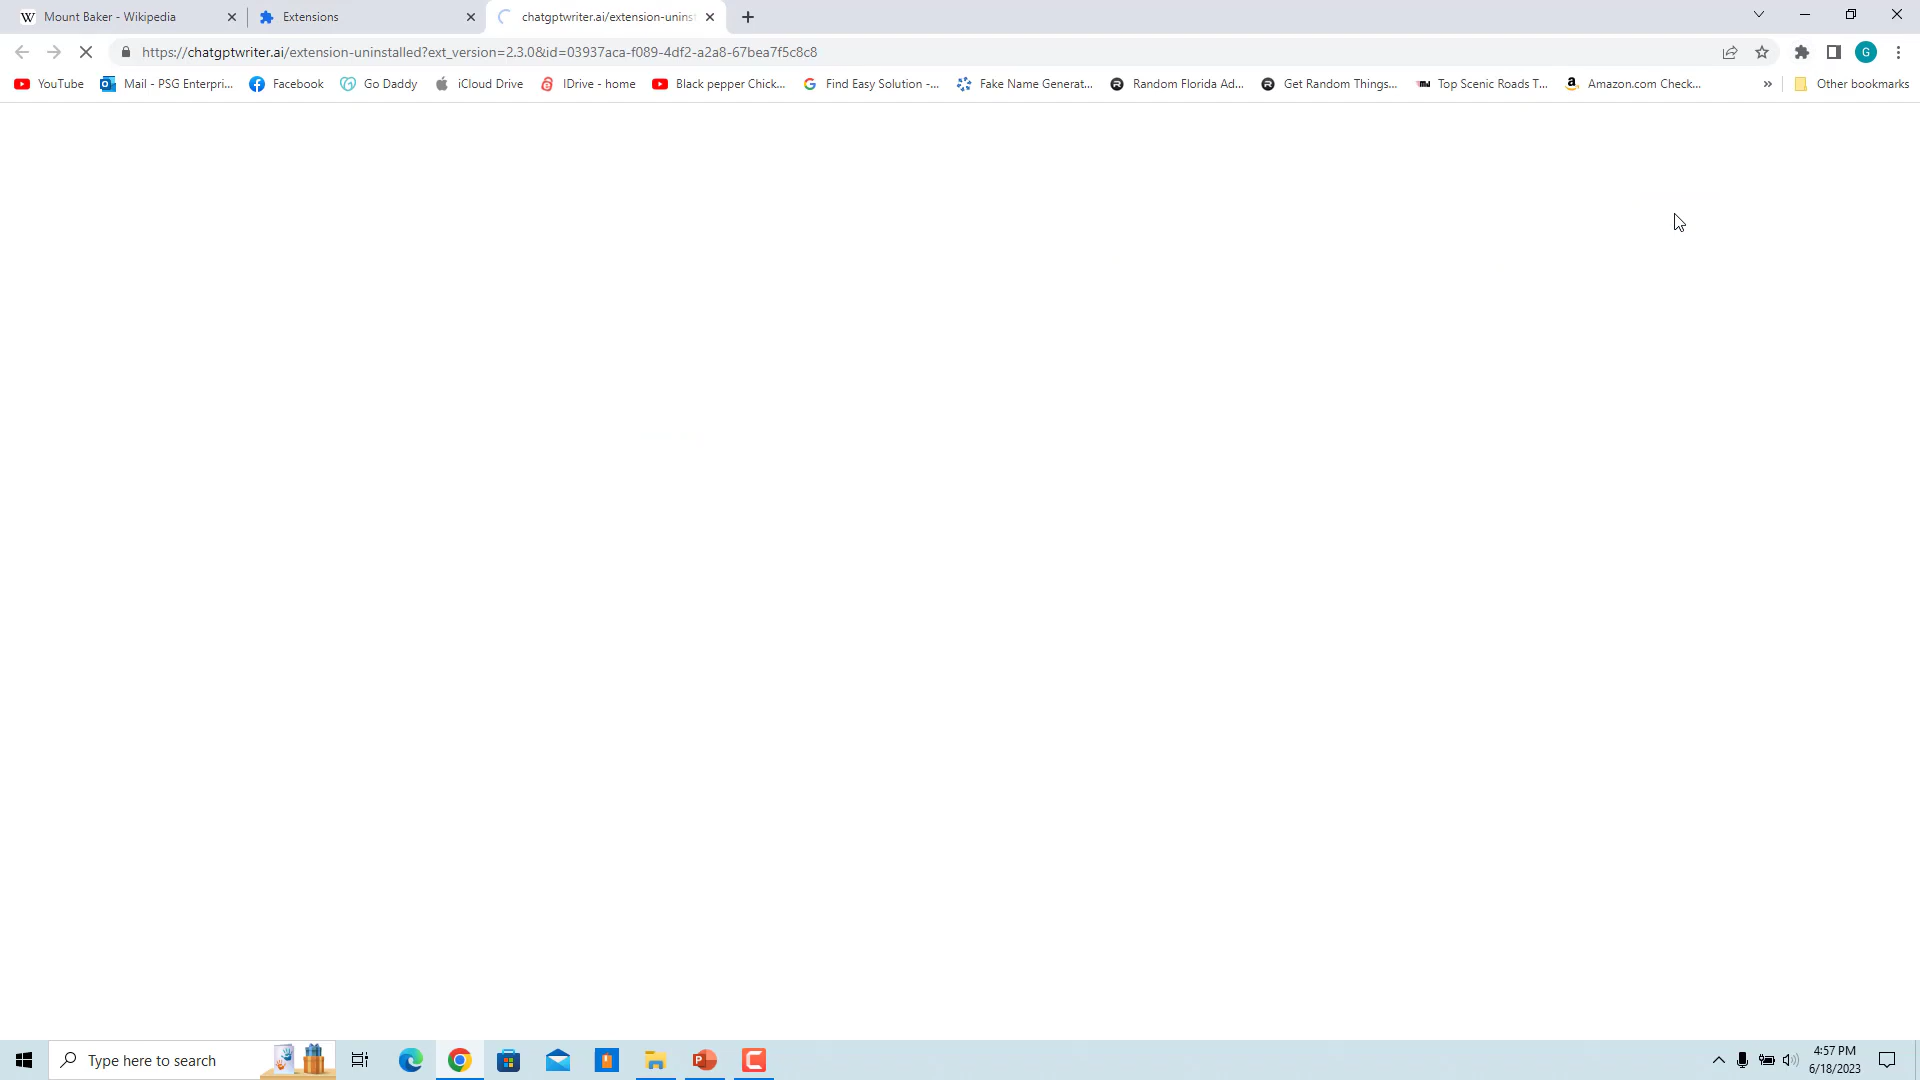 W Mount Baker - Wikipedia
Extensions
chatgptwriter.ai/extension-unins
https://chatgptwriter.ai/extension-uninstalled?ext_version=2.3.0&id=03937aca-f089-4df2-a2a8-67bea7f5c8c8
G
YouTube
Mail - PSG Enterpri...
Facebook
Go Daddy
iCloud Drive
IDrive - home
Black pepper Chick...
Find Easy Solution -...
Fake Name Generat...
Random Florida Ad...
Get Random Things...
Top Scenic Roads T...
Amazon.com Check...
»
Other bookmarks
Type here to search
4:57 PM
6/18/2023